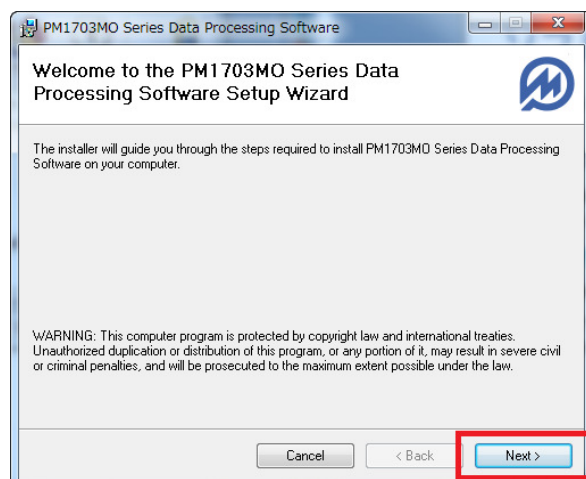 PM1703MO Series Data Processing Software
Welcome to the PM1703MO Series Data
Processing Software Setup Wizard
The installer will guide you through the steps required to install PM1703MO Series Data Processing
Software on your computer.
WARNING: This computer program is protected by copyright law and international treaties.
Unauthorized duplication or distribution of this program, or any portion of it, may result in severe civil
or criminal penalties, and will be prosecuted to the maximum extent possible under the law.
Cancel
< Back
Next >